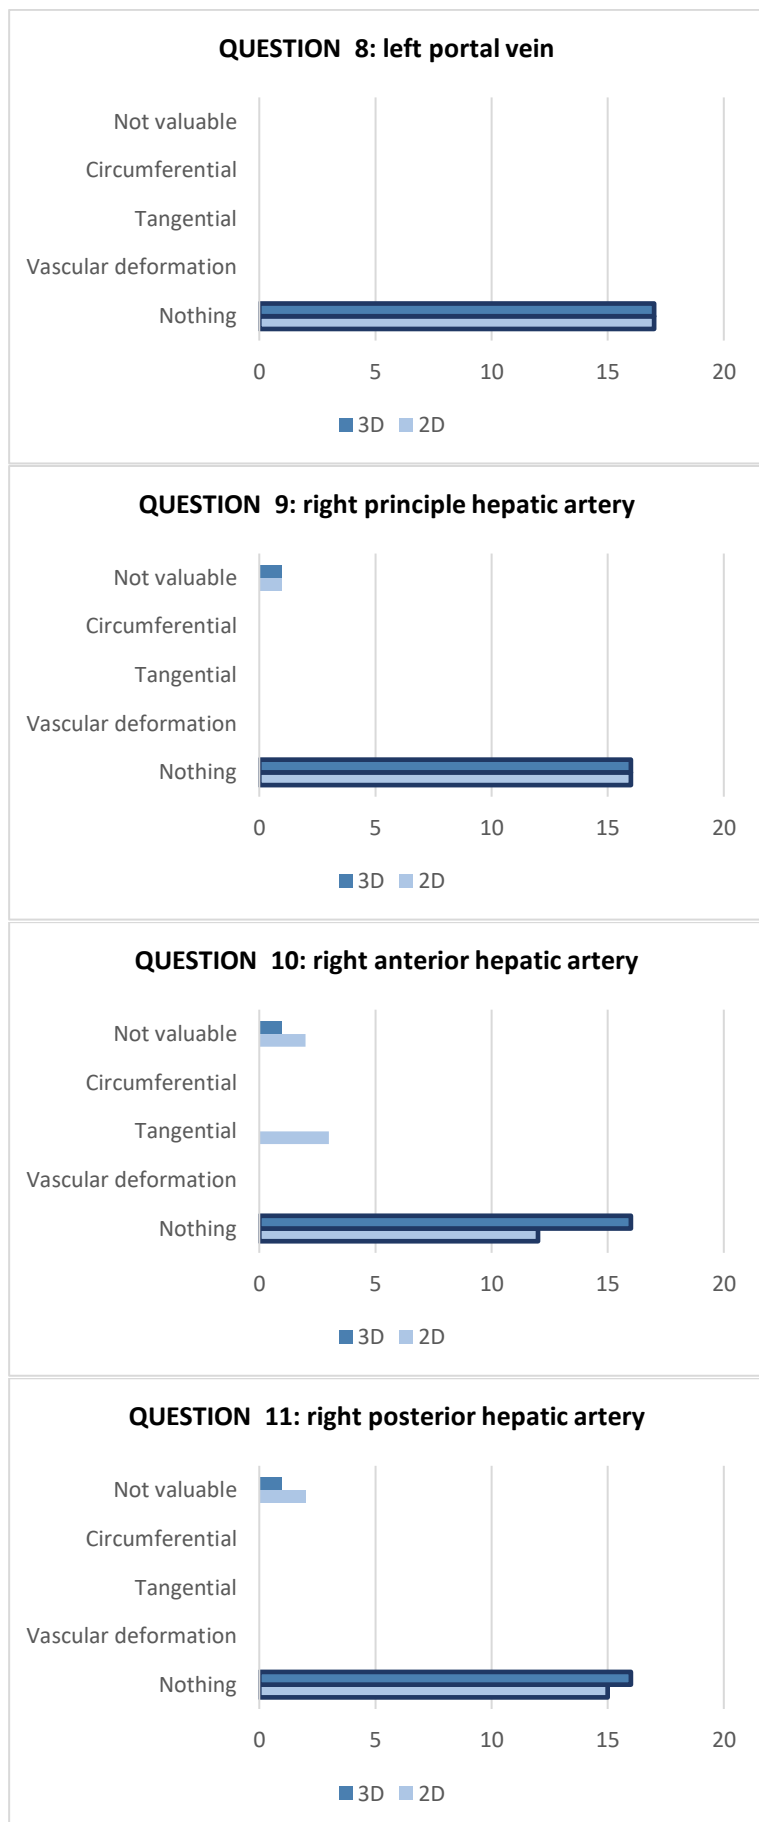 QUESTION 8: left portal vein
Not valuable
Circumferential
Tangential
Vascular deformation
Nothing
0 5 10 15 20
3D 2D
QUESTION 9: right principle hepatic artery
Not valuable
Circumferential
Tangential
Vascular deformation
Nothing
0 5 10 15 20
3D 2D
QUESTION 10: right anterior hepatic artery
Not valuable
Circumferential
Tangential
Vascular deformation
Nothing
0 5 10 15 20
3D 2D
QUESTION 11: right posterior hepatic artery
Not valuable
Circumferential
Tangential
Vascular deformation
Nothing
0 5 10 15 20
3D 2D